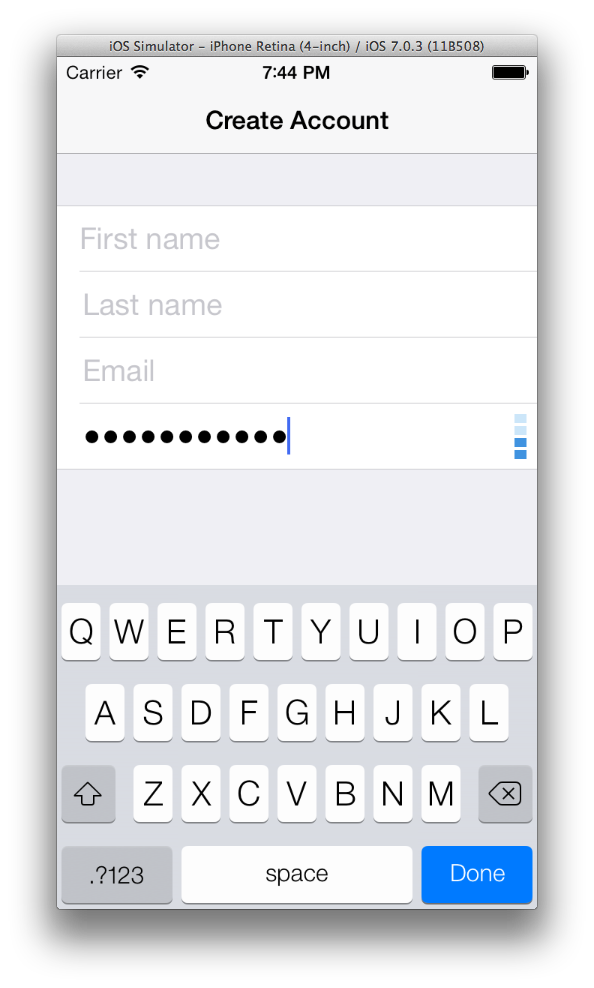 iOS Simulator – iPhone Retina (4-inch) / iOS 7.0.3 (11B508)
Carrier 7:44 PM
Create Account
First name
Last name
Email
●●●●●●●●●●●
Q W E R T Y U I O P
A S D F G H J K L
Z X C V B N M
.?123 space Done